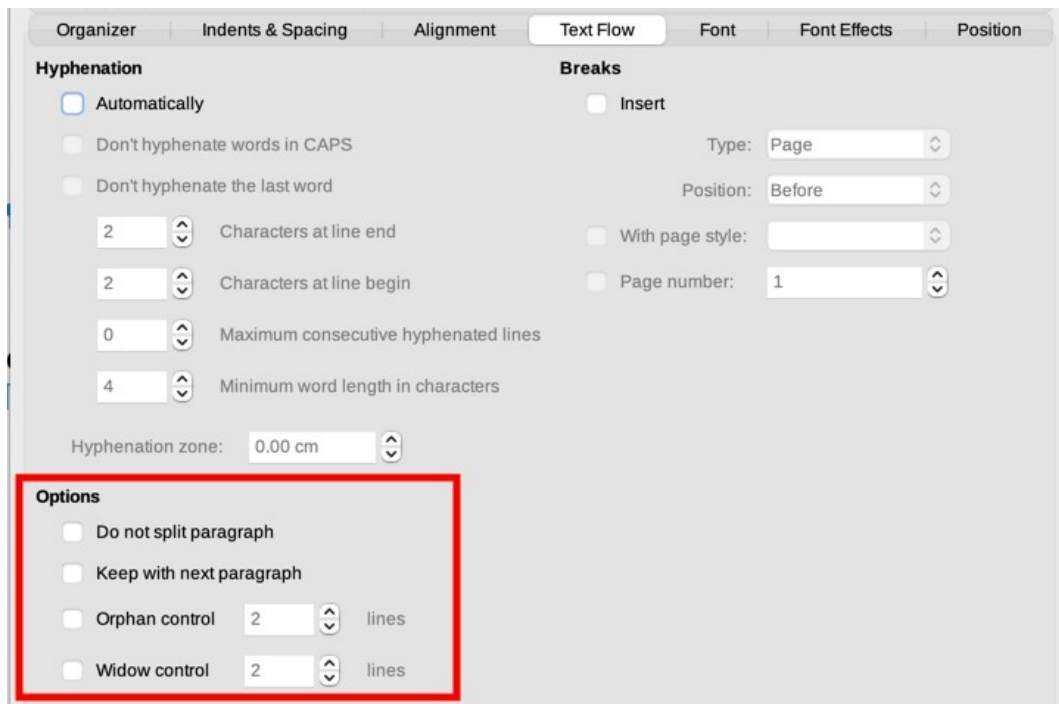 Organizer Indents & Spacing Alignment Text Flow Font Font Effects Position
Hyphenation
Automatically
Don't hyphenate words in CAPS
Don't hyphenate the last word
2 Characters at line end
2 Characters at line begin
0 Maximum consecutive hyphenated lines
4 Minimum word length in characters
Hyphenation zone: 0.00 cm
Options
Do not split paragraph
Keep with next paragraph
Orphan control 2 lines
Widow control 2 lines
Breaks
Insert
Type: Page
Position: Before
With page style:
Page number: 1